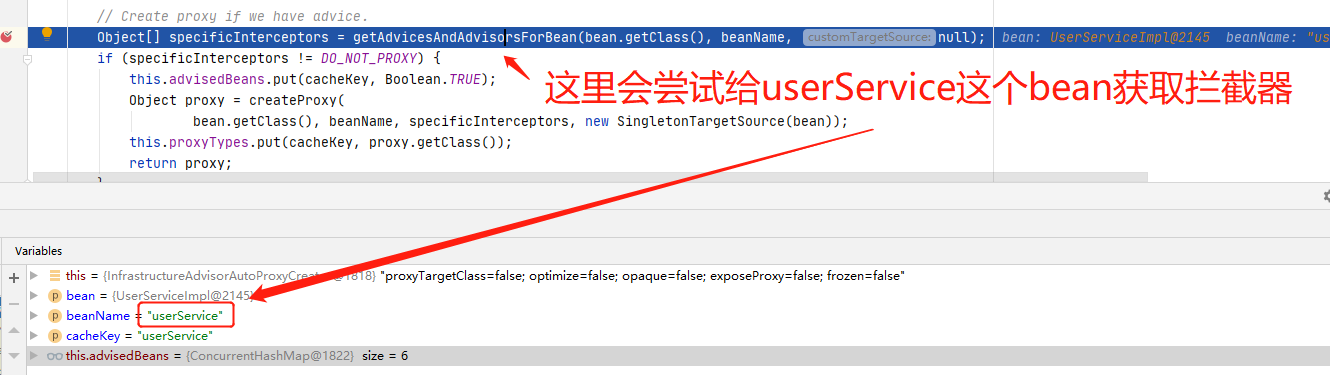 // Create proxy if we have advice.
Object[] specificInterceptors = getAdvicesAndAdvisorsForBean(bean.getClass(), beanName, customTargetSource: null); bean: UserServiceImpl@2145 beanName: "us
if (specificInterceptors != DO_NOT_PROXY) {
this.advisedBeans.put(cacheKey, Boolean.TRUE);
这里会尝试给userService这个bean获取拦截器
Object proxy = createProxy(
bean.getClass(), beanName, specificInterceptors, new SingletonTargetSource(bean));
this.proxyTypes.put(cacheKey, proxy.getClass());
return proxy;
}
Variables
this = {InfrastructureAdvisorAutoProxyCreator@1818} "proxyTargetClass=false; optimize=false; opaque=false; exposeProxy=false; frozen=false"
p bean = {UserServiceImpl@2145}
p beanName = "userService"
p cacheKey = "userService"
this.advisedBeans = {ConcurrentHashMap@1822} size = 6